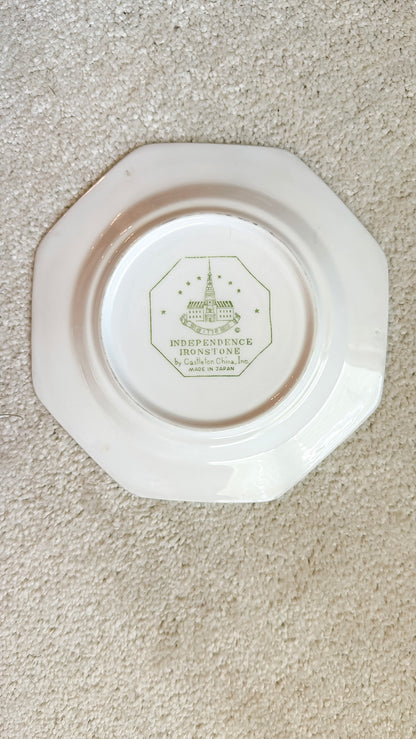 ©
INDEPENDENCE
IRONSTONE
by Castleton China, Inc.
MADE IN JAPAN